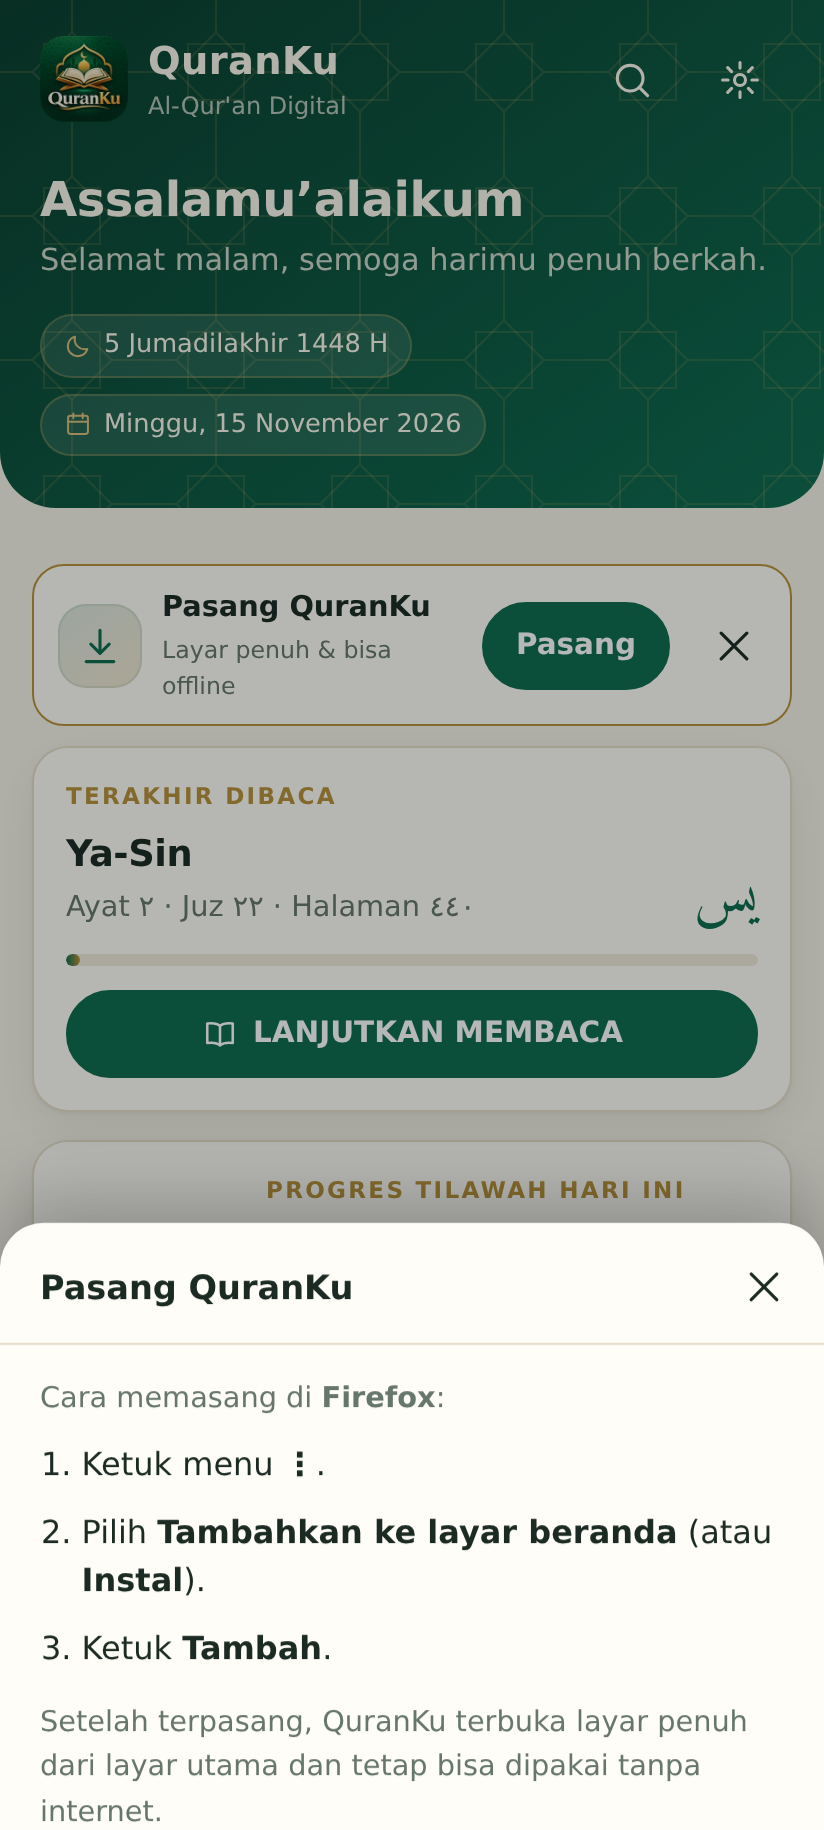 QuranKu
QuranKu
Al-Qur'an Digital
Assalamu’alaikum
Selamat malam, semoga harimu penuh berkah.
5 Jumadilakhir 1448 H
Minggu, 15 November 2026
Pasang QuranKu
Layar penuh & bisa
offline
Pasang
TERAKHIR DIBACA
Ya-Sin
Ayat ٢ · Juz ٢٢ · Halaman ٤٤٠
يس
LANJUTKAN MEMBACA
PROGRES TILAWAH HARI INI
Pasang QuranKu
Cara memasang di Firefox:
1. Ketuk menu ⋮.
2. Pilih Tambahkan ke layar beranda (atau
Instal).
3. Ketuk Tambah.
Setelah terpasang, QuranKu terbuka layar penuh
dari layar utama dan tetap bisa dipakai tanpa
internet.